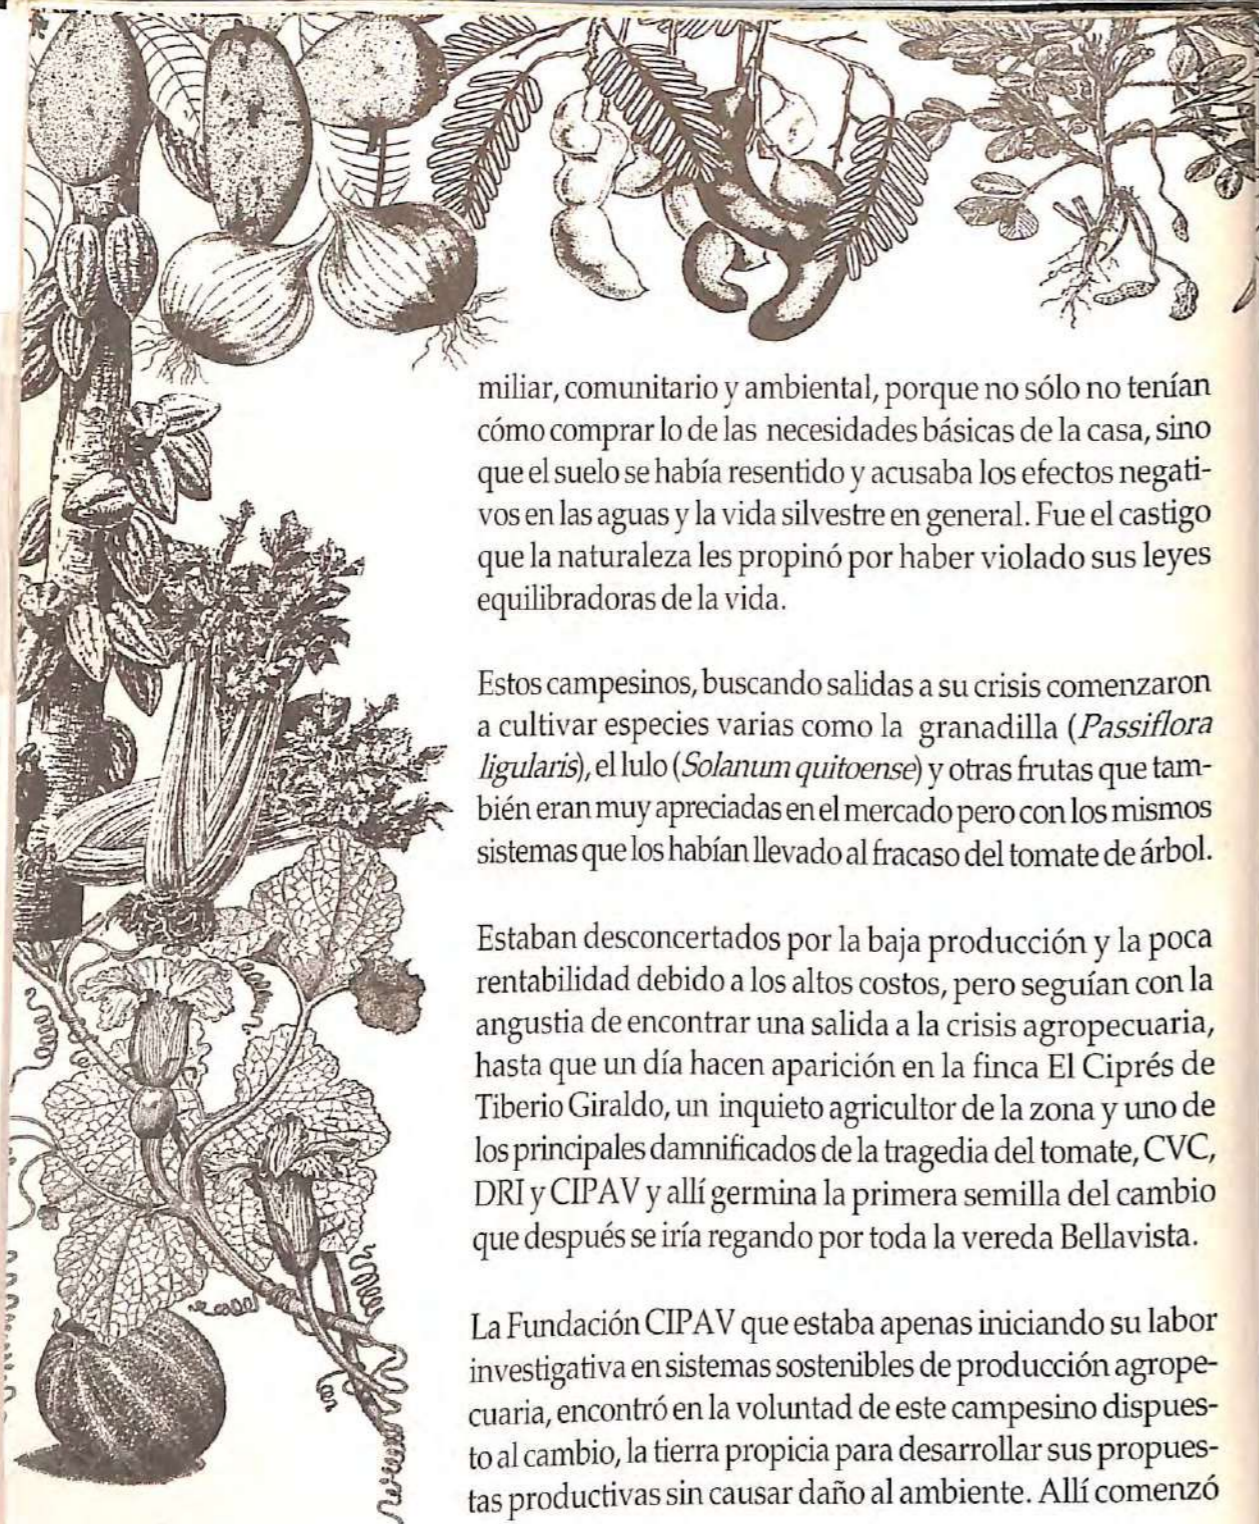 miliar, comunitario y ambiental, porque no sólo no tenían
cómo comprar lo de las necesidades básicas de la casa, sino
que el suelo se había resentido y acusaba los efectos negati-
vos en las aguas y la vida silvestre en general. Fue el castigo
que la naturaleza les propinó por haber violado sus leyes
equilibradoras de la vida.
Estos campesinos, buscando salidas a su crisis comenzaron
a cultivar especies varias como la granadilla (Passiflora
ligularis), el lulo (Solanum quitoense) y otras frutas que tam-
bién eran muy apreciadas en el mercado pero con los mismos
sistemas que los habían llevado al fracaso del tomate de árbol.
Estaban desconcertados por la baja producción y la poca
rentabilidad debido a los altos costos, pero seguían con la
angustia de encontrar una salida a la crisis agropecuaria,
hasta que un día hacen aparición en la finca El Ciprés de
Tiberio Giraldo, un inquieto agricultor de la zona y uno de
los principales damnificados de la tragedia del tomate, CVC,
DRI y CIPAV y allí germina la primera semilla del cambio
que después se iría regando por toda la vereda Bellavista.
La Fundación CIPAV que estaba apenas iniciando su labor
investigativa en sistemas sostenibles de producción agrope-
cuaria, encontró en la voluntad de este campesino dispues-
to al cambio, la tierra propicia para desarrollar sus propues-
tas productivas sin causar daño al ambiente. Allí comenzó